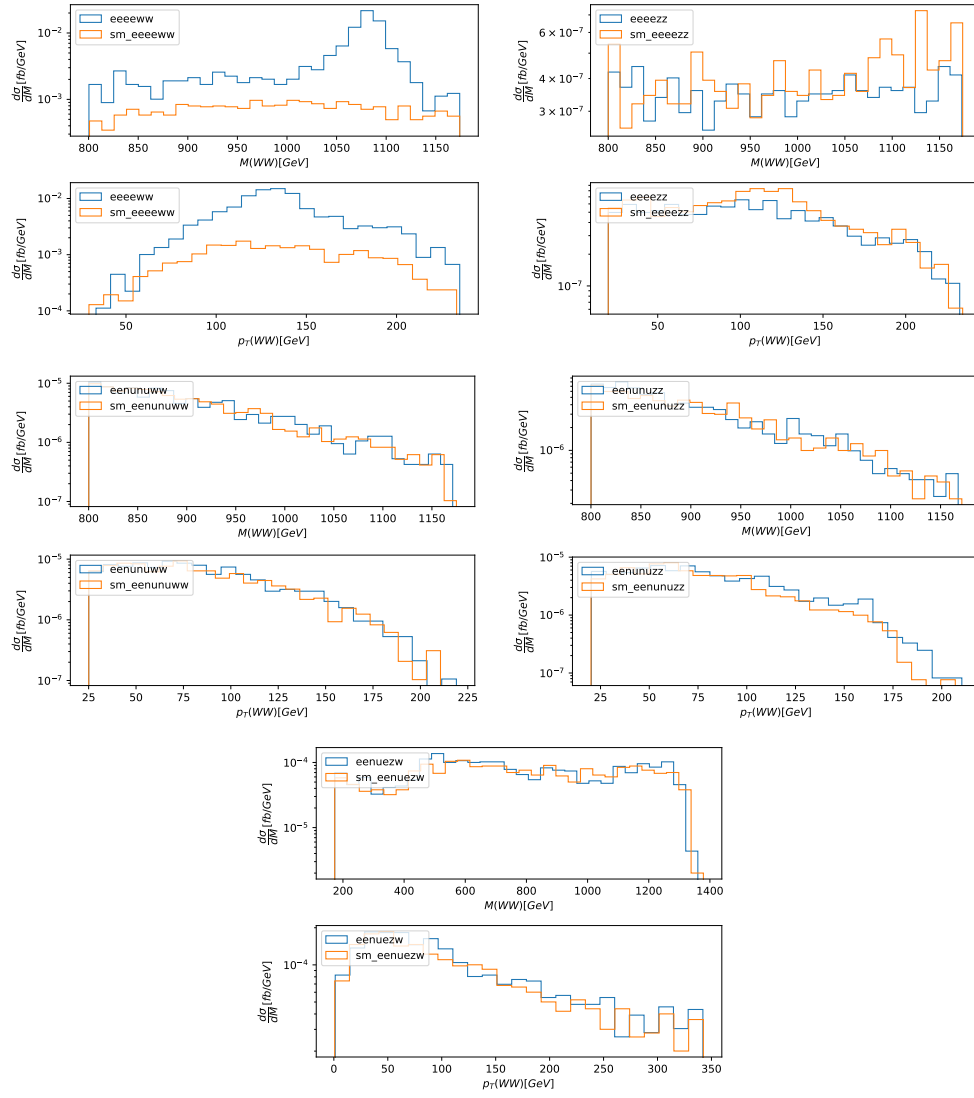 eeeeww
sm_eeeeww
10⁻²
10⁻³
dσ/dM [fb/GeV]
800 850 900 950 1000 1050 1100 1150
M(WW)[GeV]
eeeezz
sm_eeeezz
6 × 10⁻⁷
4 × 10⁻⁷
3 × 10⁻⁷
dσ/dM [fb/GeV]
800 850 900 950 1000 1050 1100 1150
M(WW)[GeV]
eeeeww
sm_eeeeww
10⁻²
10⁻³
10⁻⁴
dσ/dM [fb/GeV]
50 100 150 200
p_T(WW)[GeV]
eeeezz
sm_eeeezz
10⁻⁷
dσ/dM [fb/GeV]
50 100 150 200
p_T(WW)[GeV]
eenunuww
sm_eenunuww
10⁻⁵
10⁻⁶
10⁻⁷
dσ/dM [fb/GeV]
800 850 900 950 1000 1050 1100 1150
M(WW)[GeV]
eenunuzz
sm_eenunuzz
10⁻⁶
dσ/dM [fb/GeV]
800 850 900 950 1000 1050 1100 1150
M(WW)[GeV]
eenunuww
sm_eenunuww
10⁻⁵
10⁻⁶
10⁻⁷
dσ/dM [fb/GeV]
25 50 75 100 125 150 175 200 225
p_T(WW)[GeV]
eenunuzz
sm_eenunuzz
10⁻⁵
10⁻⁶
10⁻⁷
dσ/dM [fb/GeV]
25 50 75 100 125 150 175 200
p_T(WW)[GeV]
eenuezw
sm_eenuezw
10⁻⁴
10⁻⁵
dσ/dM [fb/GeV]
200 400 600 800 1000 1200 1400
M(WW)[GeV]
eenuezw
sm_eenuezw
10⁻⁴
dσ/dM [fb/GeV]
0 50 100 150 200 250 300 350
p_T(WW)[GeV]